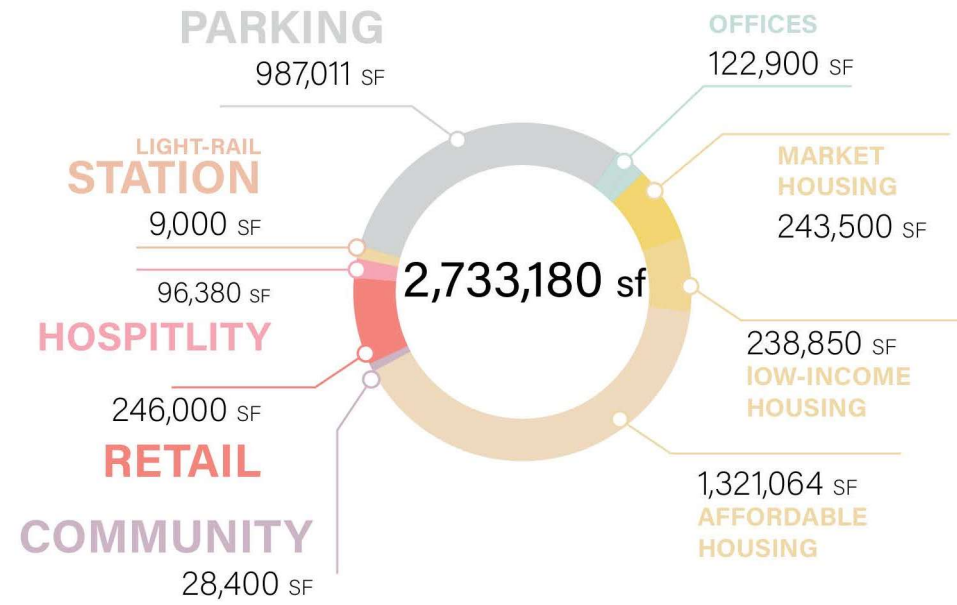 PARKING
987,011 SF
OFFICES
122,900 SF
LIGHT-RAIL
STATION
9,000 SF
MARKET
HOUSING
243,500 SF
2,733,180 sf
96,380 SF
HOSPITLITY
238,850 SF
lOW-INCOME
HOUSING
246,000 SF
RETAIL
1,321,064 SF
AFFORDABLE
HOUSING
COMMUNITY
28,400 SF